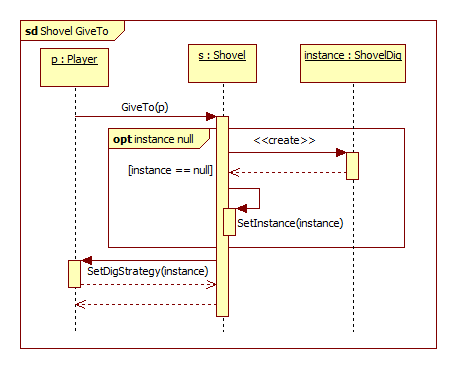 sd Shovel GiveTo
p : Player
s : Shovel
instance : ShovelDig
GiveTo(p)
opt instance null
<<create>>
[instance == null]
SetInstance(instance)
SetDigStrategy(instance)